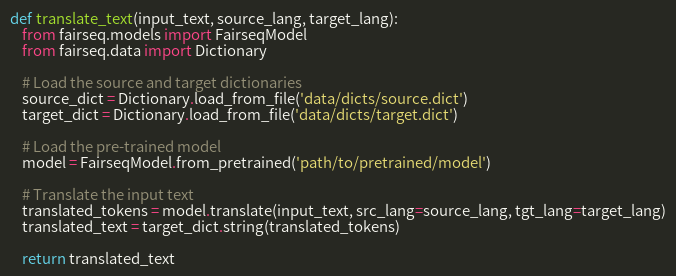 def translate_text(input_text, source_lang, target_lang):
    from fairseq.models import FairseqModel
    from fairseq.data import Dictionary
    # Load the source and target dictionaries
    source_dict = Dictionary.load_from_file('data/dicts/source.dict')
    target_dict = Dictionary.load_from_file('data/dicts/target.dict')
    # Load the pre-trained model
    model = FairseqModel.from_pretrained('path/to/pretrained/model')
    # Translate the input text
    translated_tokens = model.translate(input_text, src_lang=source_lang, tgt_lang=target_lang)
    translated_text = target_dict.string(translated_tokens)
    return translated_text